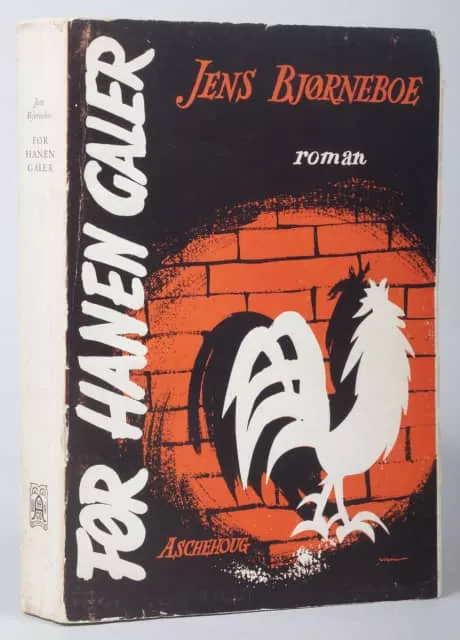 Jens
Bjørneboe
FØR
HANEN
GALER
FØR HANEN GALER
JENS BJØRNEBOE
roman
ASCHEHOUG